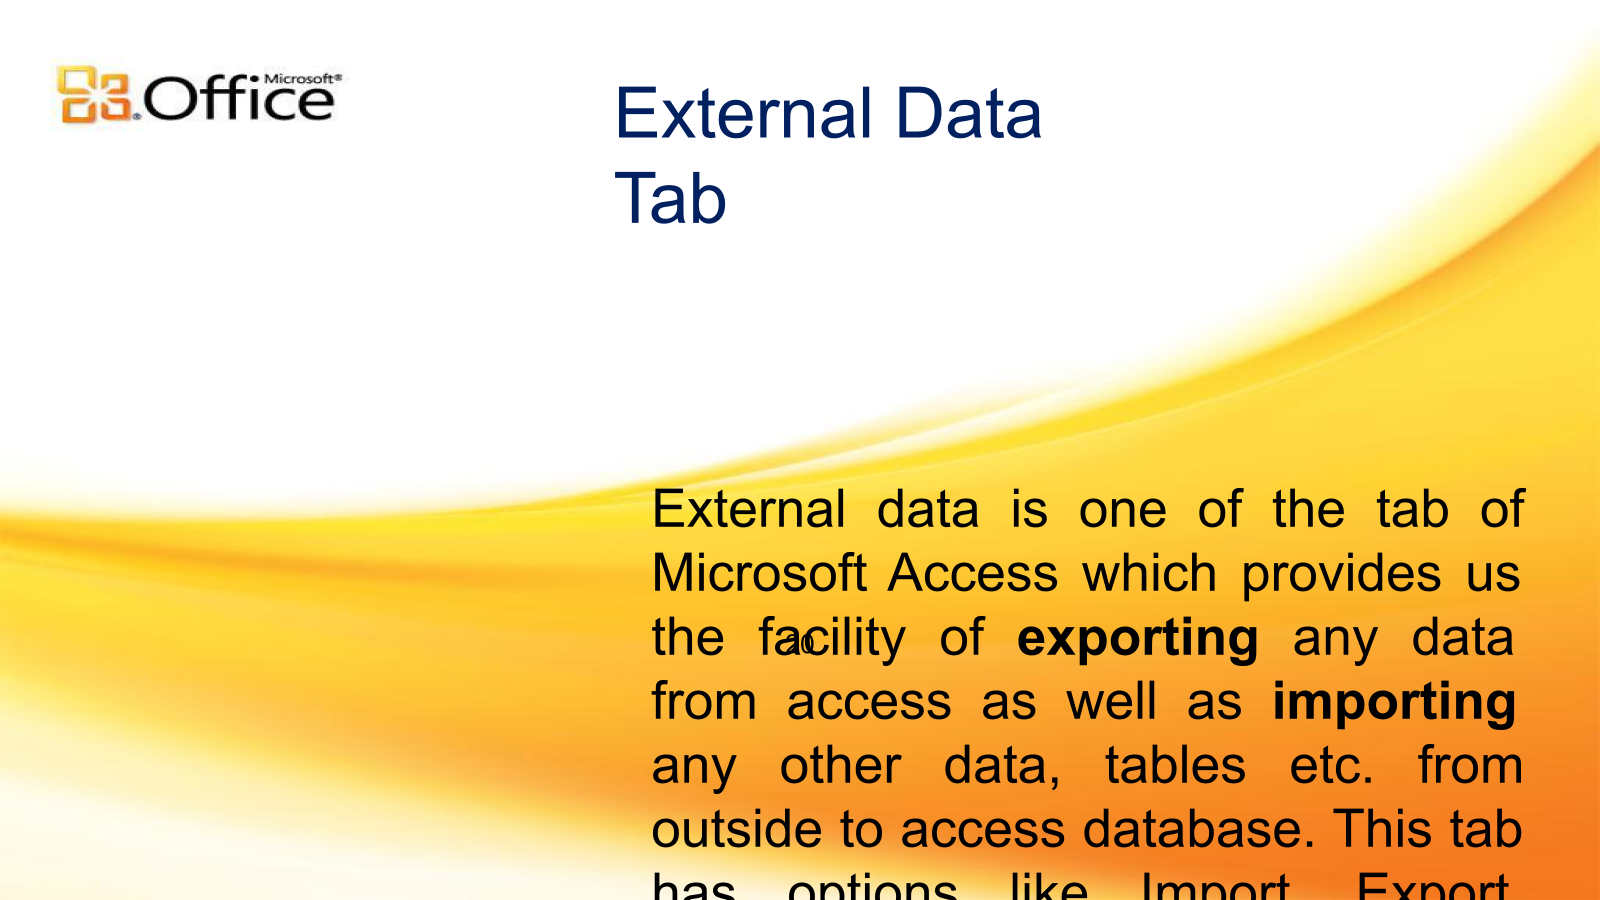 Microsoft®
Office
External Data
Tab
External data is one of the tab of
Microsoft Access which provides us
the facility of exporting any data
from access as well as importing
any other data, tables etc. from
outside to access database. This tab
has options like Import, Export,
20